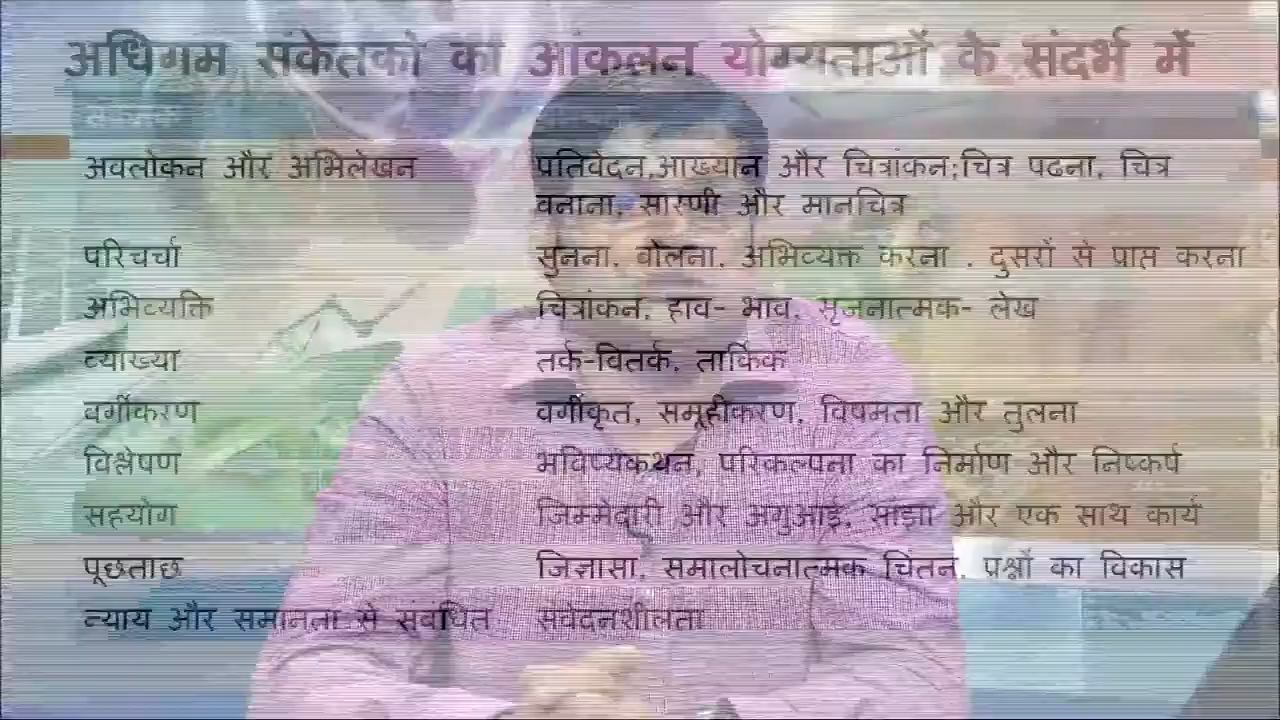 अधिगम संकेतकों का आंकलन योग्यताओं के संदर्भ में
अवलोकन और अभिलेखन
पतिवेदन,आख्यान और चित्रांकन;चित्र पढना, चित्र
बनाना, सारणी और मानचित्र
परिचर्चा
सुनना, बोलना, अभिव्यक्त करना , दुसरों से प्राप्त करना
अभिव्यक्ति
चित्रांकन, हाव- भाव, सृजनात्मक- लेख
व्याख्या
तर्क-वितर्क, तार्किक
वर्गीकरण
वर्गीकृत, समूहीकरण, विषमता और तुलना
विश्लेषण
भविष्यकथन, परिकल्पना का निर्माण और निष्कर्ष
सहयोग
जिम्मेदारी और अगुआई, सांझा और एक साथ कार्य
पूछताछ
जिज्ञासा, समालोचनात्मक चिंतन, प्रश्नों का विकास
न्याय और समानता से संबंधित
संवेदनशीलता